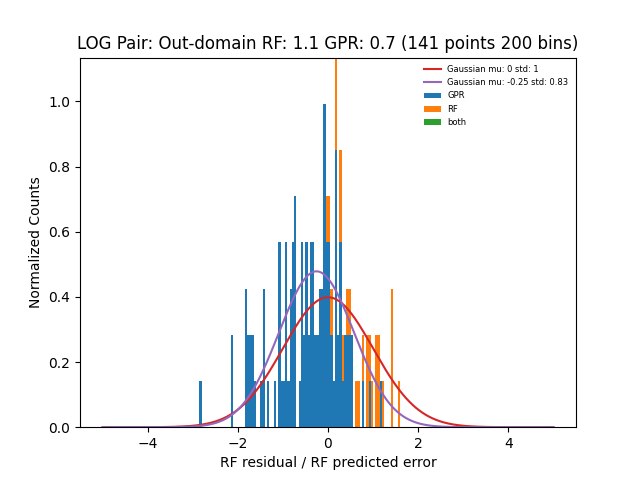 LOG Pair: Out-domain RF: 1.1 GPR: 0.7 (141 points 200 bins)
Gaussian mu: 0 std: 1
Gaussian mu: -0.25 std: 0.83
GPR
RF
both
Normalized Counts
1.0
0.8
0.6
0.4
0.2
0.0
−4 −2 0 2 4
RF residual / RF predicted error